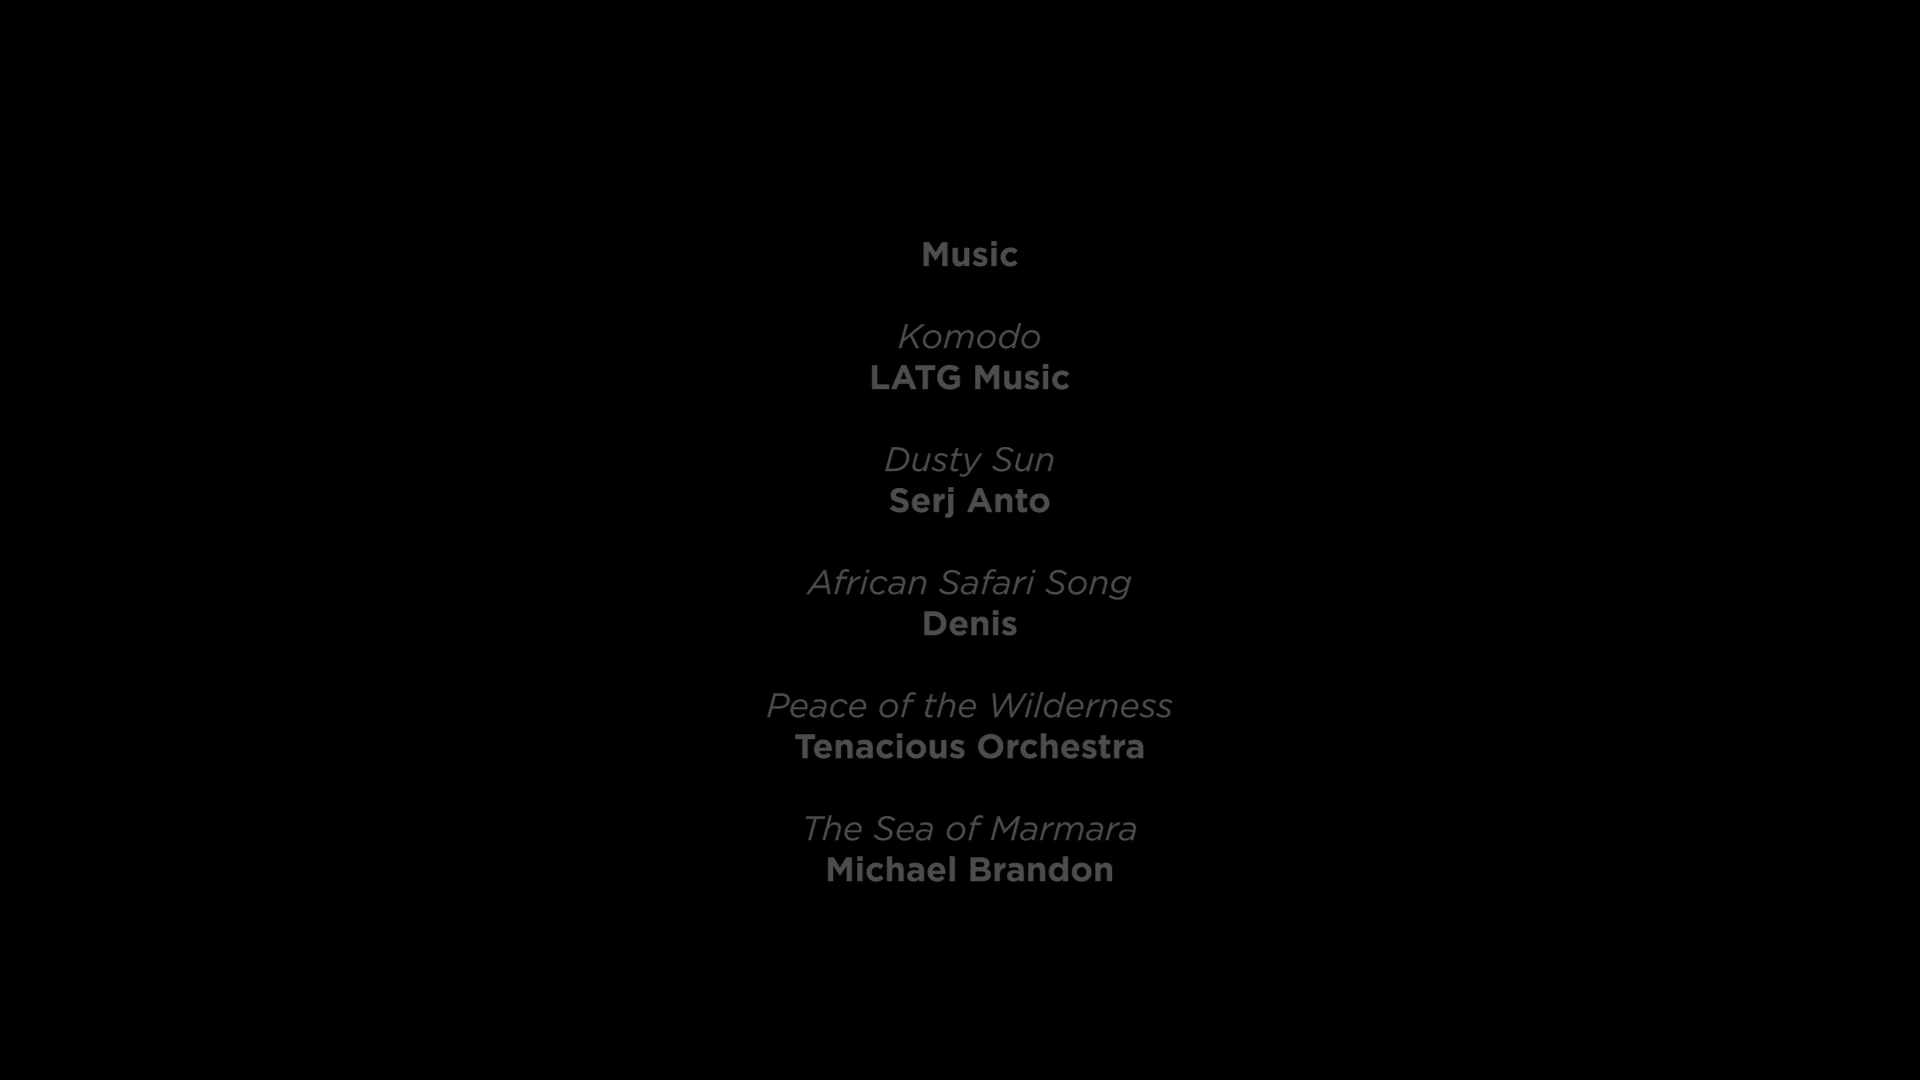 Music
Komodo
LATG Music
Dusty Sun
Serj Anto
African Safari Song
Denis
Peace of the Wilderness
Tenacious Orchestra
The Sea of Marmara
Michael Brandon